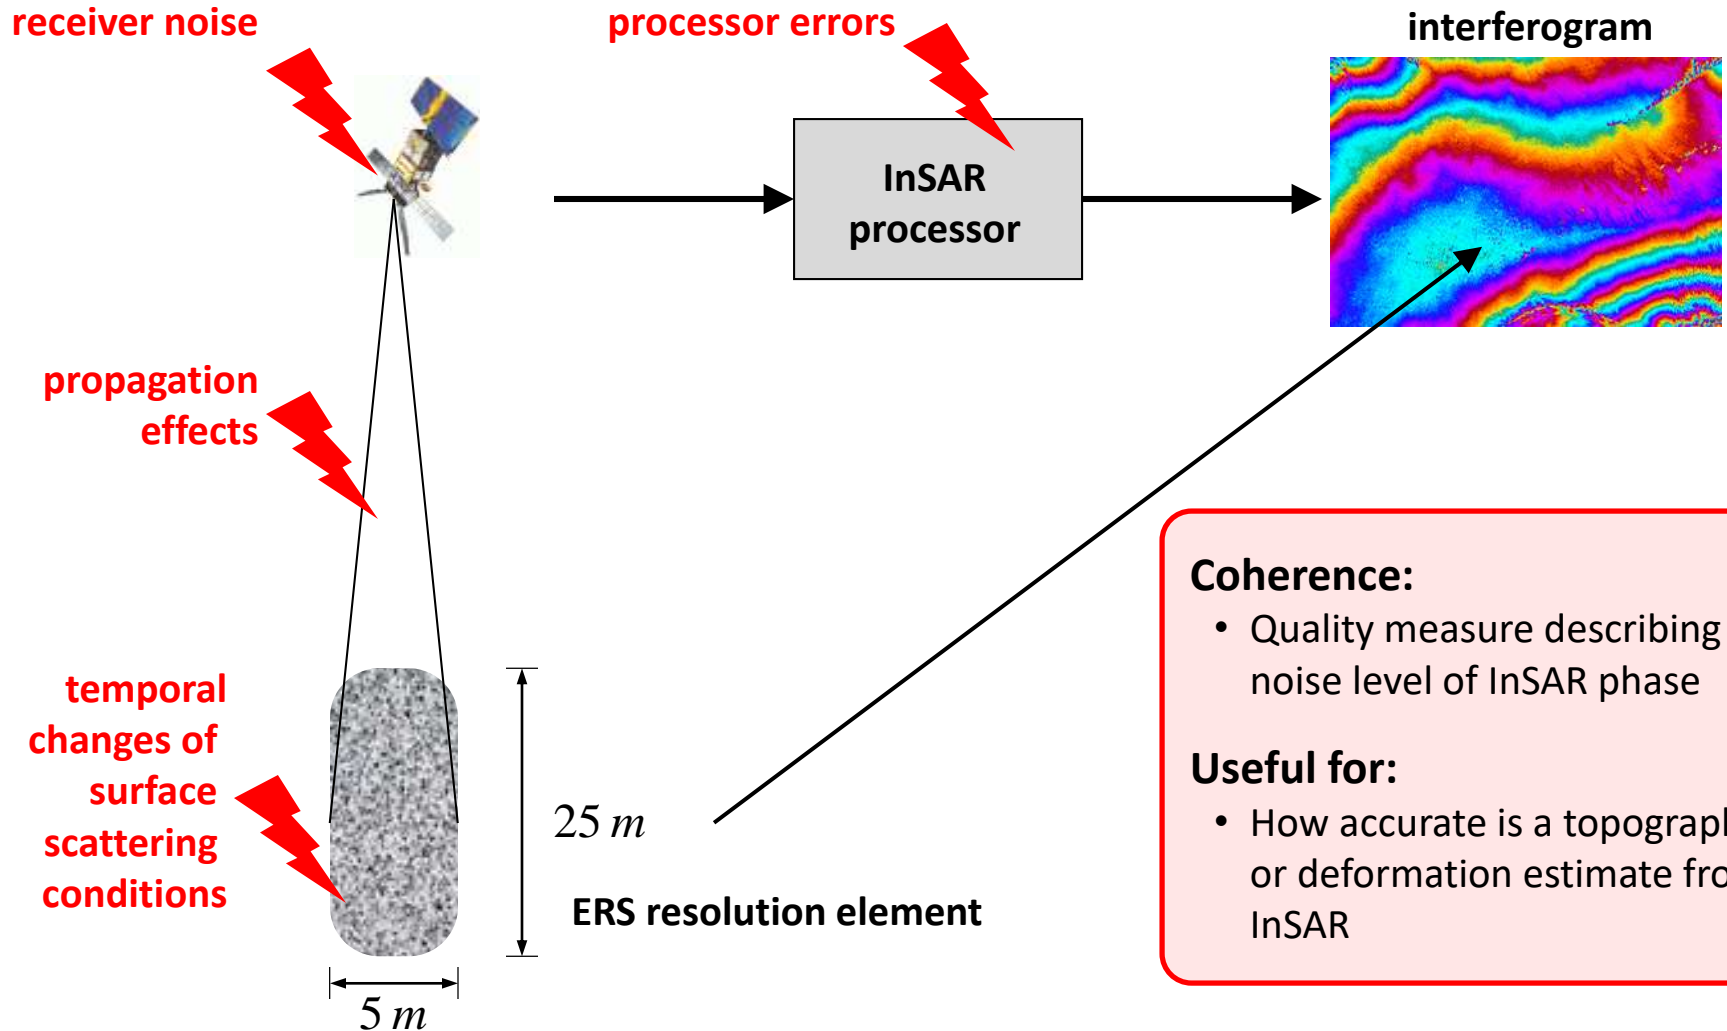 receiver noise
processor errors
interferogram
InSAR
processor
propagation
effects
Coherence:
• Quality measure describing
noise level of InSAR phase
Useful for:
• How accurate is a
or deformation estimate
InSAR
temporal
changes of
surface
scattering
conditions
25 m
ERS resolution element
5 m